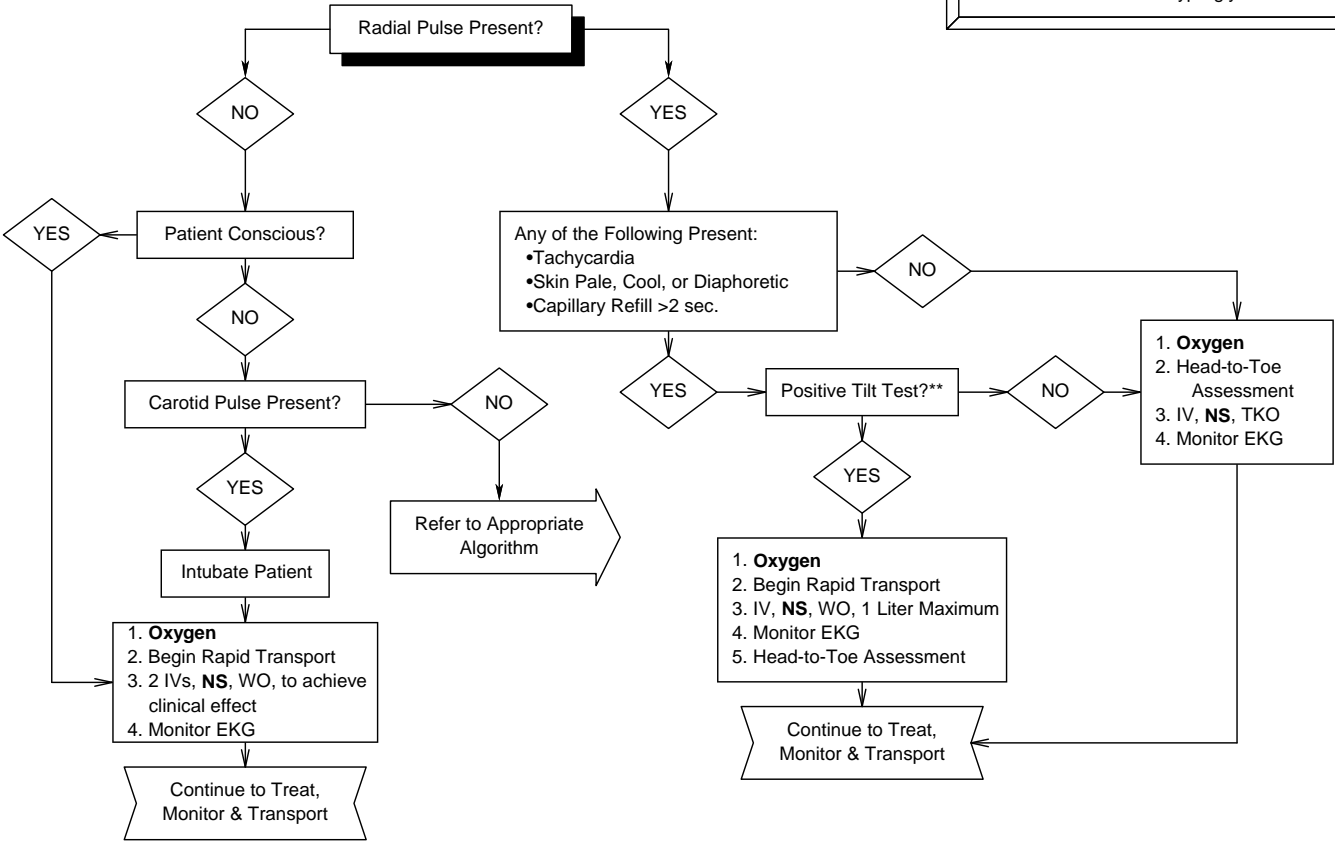 Radial Pulse Present?
NO
YES
YES
Patient Conscious?
Any of the Following Present:
•Tachycardia
•Skin Pale, Cool, or Diaphoretic
•Capillary Refill >2 sec.
NO
NO
1. Oxygen
2. Head-to-Toe
Assessment
3. IV, NS, TKO
4. Monitor EKG
Carotid Pulse Present?
NO
YES
Positive Tilt Test?**
NO
YES
YES
Refer to Appropriate
Algorithm
Intubate Patient
1. Oxygen
2. Begin Rapid Transport
3. IV, NS, WO, 1 Liter Maximum
4. Monitor EKG
5. Head-to-Toe Assessment
1. Oxygen
2. Begin Rapid Transport
3. 2 IVs, NS, WO, to achieve
clinical effect
4. Monitor EKG
Continue to Treat,
Monitor & Transport
Continue to Treat,
Monitor & Transport